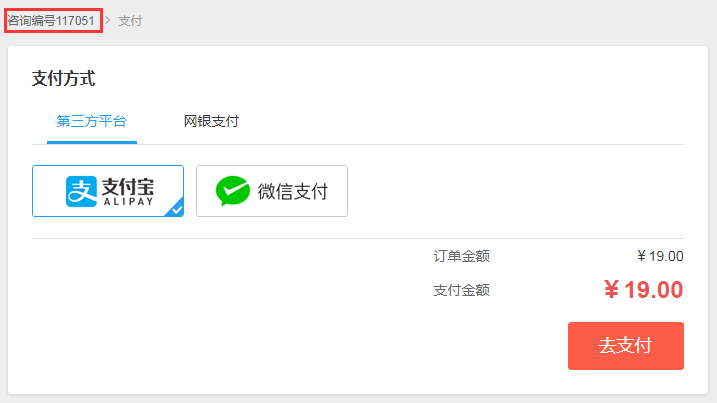 咨询编号117051 > 支付
支付方式
第三方平台 网银支付
支 支付宝 ALIPAY 微信支付
订单金额 ¥19.00
支付金额 ¥19.00
去支付